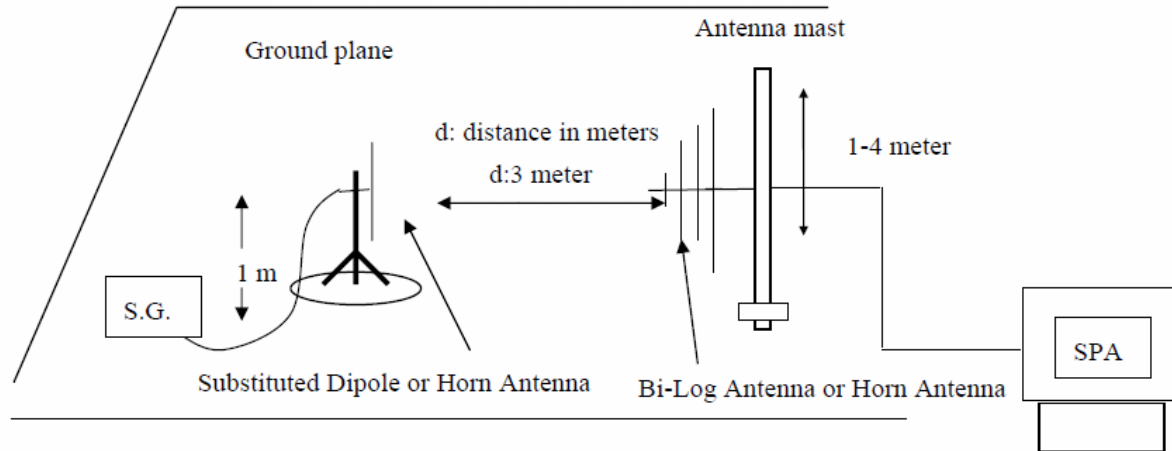 Antenna mast
Ground plane
d: distance in meters
d:3 meter
1-4 meter
1 m
S.G.
SPA
Substituted Dipole or Horn Antenna
Bi-Log Antenna or Horn Antenna